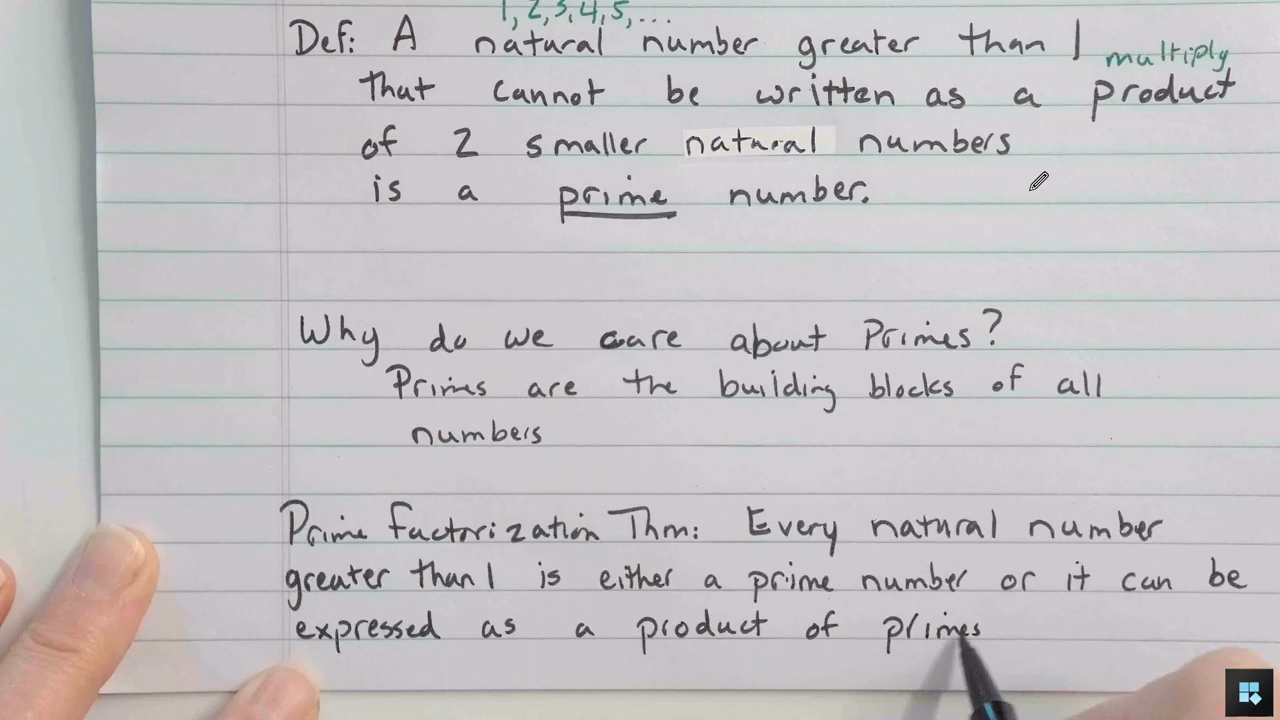 1, 2, 3, 4, 5, ...
Def: A natural number greater than 1
multiply
that cannot be written as a product
of 2 smaller natural numbers
is a prime number.
Why do we care about Primes?
Primes are the building blocks of all
numbers
Prime Factorization Thm: Every natural number
greater than 1 is either a prime number or it can be
expressed as a product of primes